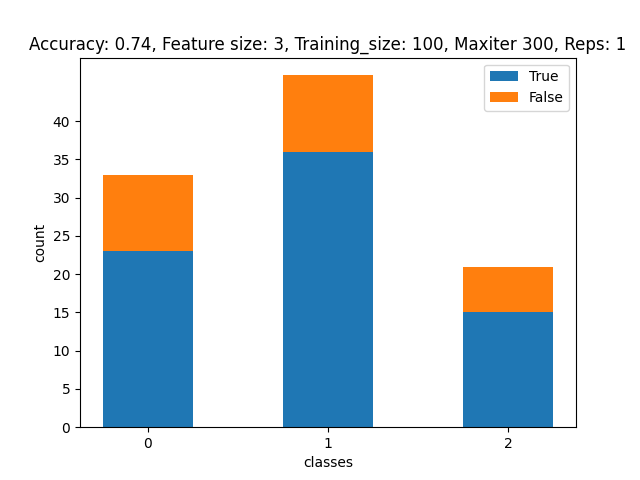 Accuracy: 0.74, Feature size: 3, Training_size: 100, Maxiter 300, Reps: 1
True
False
40
35
30
25
20
15
10
5
0
count
0 1 2
classes